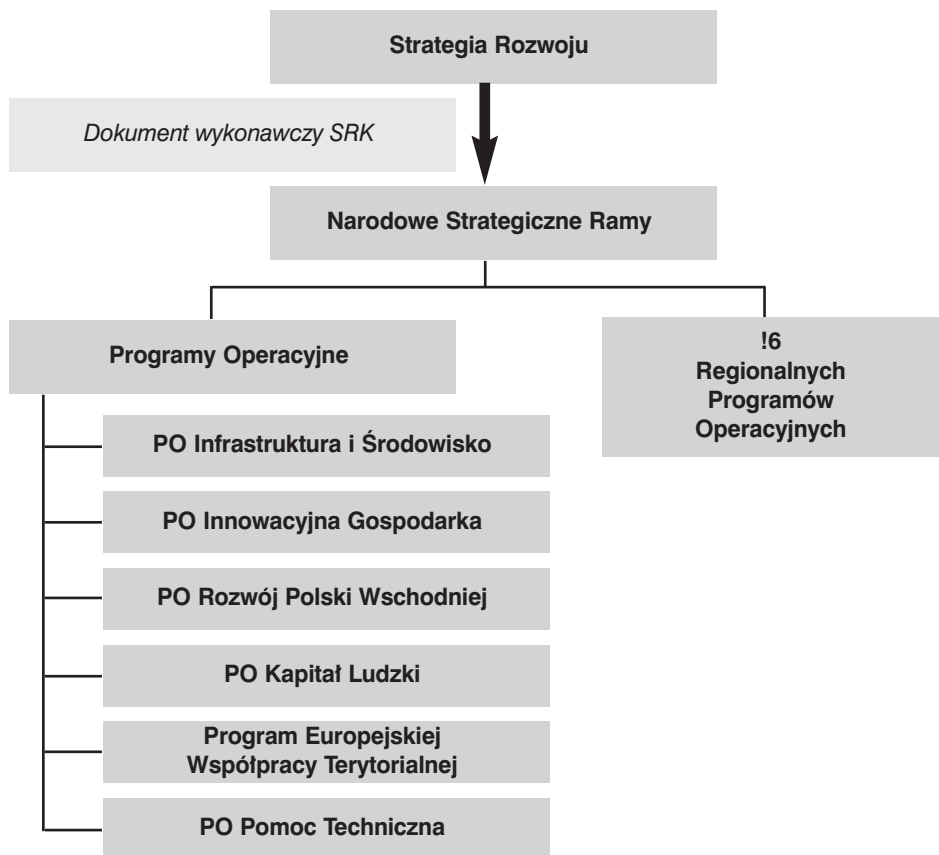 Strategia Rozwoju
Dokument wykonawczy SRK
Narodowe Strategiczne Ramy
Programy Operacyjne
!6
Regionalnych
Programów
Operacyjnych
PO Infrastruktura i Środowisko
PO Innowacyjna Gospodarka
PO Rozwój Polski Wschodniej
PO Kapitał Ludzki
Program Europejskiej
Współpracy Terytorialnej
PO Pomoc Techniczna